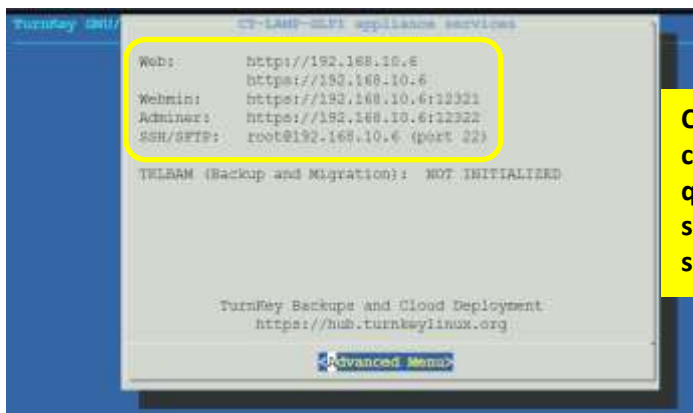 TurnKey GNU/
CT-LAMP-GLPI appliance services
Web: http://192.168.10.6
https://192.168.10.6
Webmin: https://192.168.10.6:12321
Adminer: https://192.168.10.6:12322
SSH/SFTP: root@192.168.10.6 (port 22)
TKLBAM (Backup and Migration): NOT INITIALIZED
TurnKey Backups and Cloud Deployment
https://hub.turnkeylinux.org
<Advanced Menu>